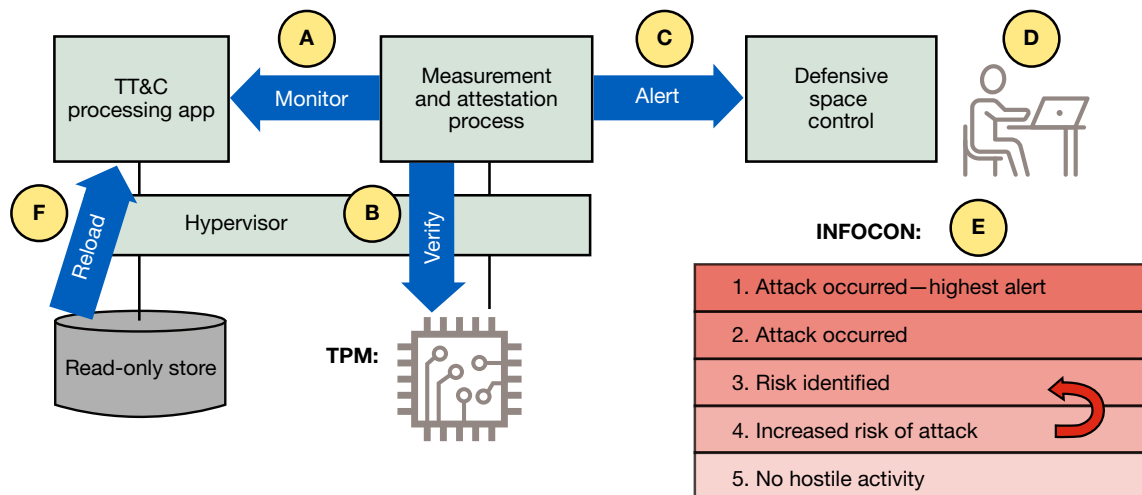 A
C
D
TT&C
processing app
Monitor
Measurement
and attestation
process
Alert
Defensive
space
control
F
Reload
Hypervisor
B
Verify
INFOCON:
E
Read-only store
TPM:
1. Attack occurred—highest alert
2. Attack occurred
3. Risk identified
4. Increased risk of attack
5. No hostile activity